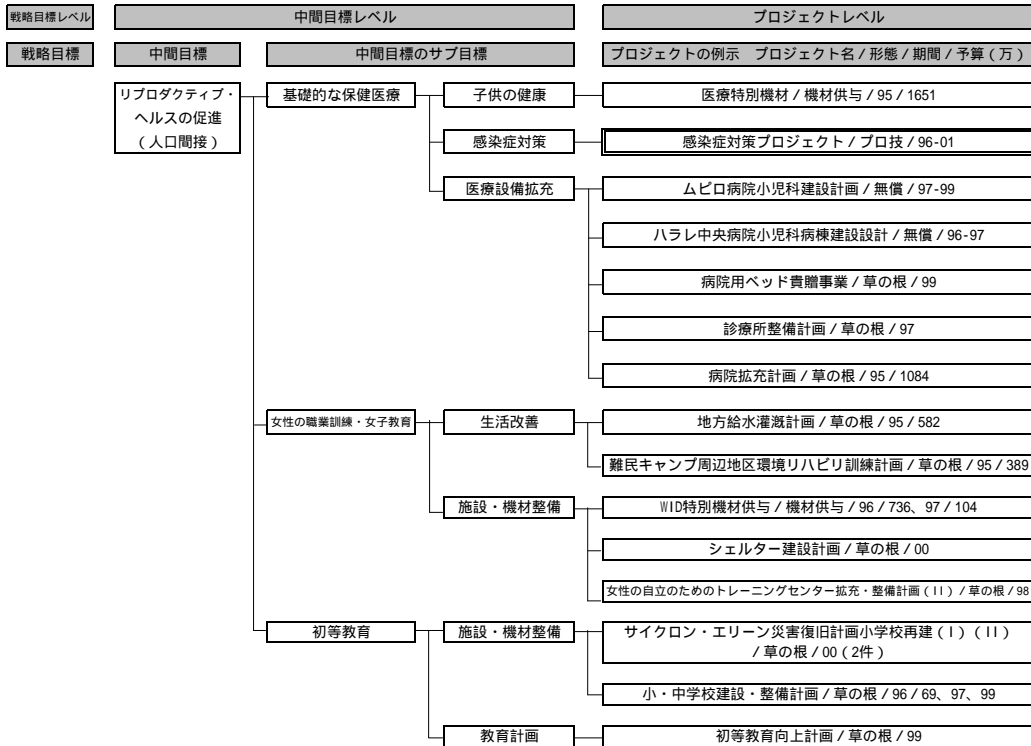 戦略目標レベル 中間目標レベル プロジェクトレベル
戦略目標 中間目標 中間目標のサブ目標 プロジェクトの例示 プロジェクト名/形態/期間/予算(万)
リプロダクティブ・
ヘルスの促進
(人口間接)
基礎的な保健医療 子供の健康 医療特別機材/機材供与/95/1651
感染症対策 感染症対策プロジェクト/プロ技/96-01
医療設備拡充 ムピロ病院小児科建設計画/無償/97-99
ハラレ中央病院小児科病棟建設設計/無償/96-97
病院用ベッド貴贈事業/草の根/99
診療所整備計画/草の根/97
病院拡充計画/草の根/95/1084
女性の職業訓練・女子教育 生活改善 地方給水灌漑計画/草の根/95/582
難民キャンプ周辺地区環境リハビリ訓練計画/草の根/95/389
施設・機材整備 WID特別機材供与/機材供与/96/736、97/104
シェルター建設計画/草の根/00
女性の自立のためのトレーニングセンター拡充・整備計画(II)/草の根/98
初等教育 施設・機材整備 サイクロン・エリーン災害復旧計画小学校再建(I)(II)
/草の根/00(2件)
小・中学校建設・整備計画/草の根/96/69、97、99
教育計画 初等教育向上計画/草の根/99